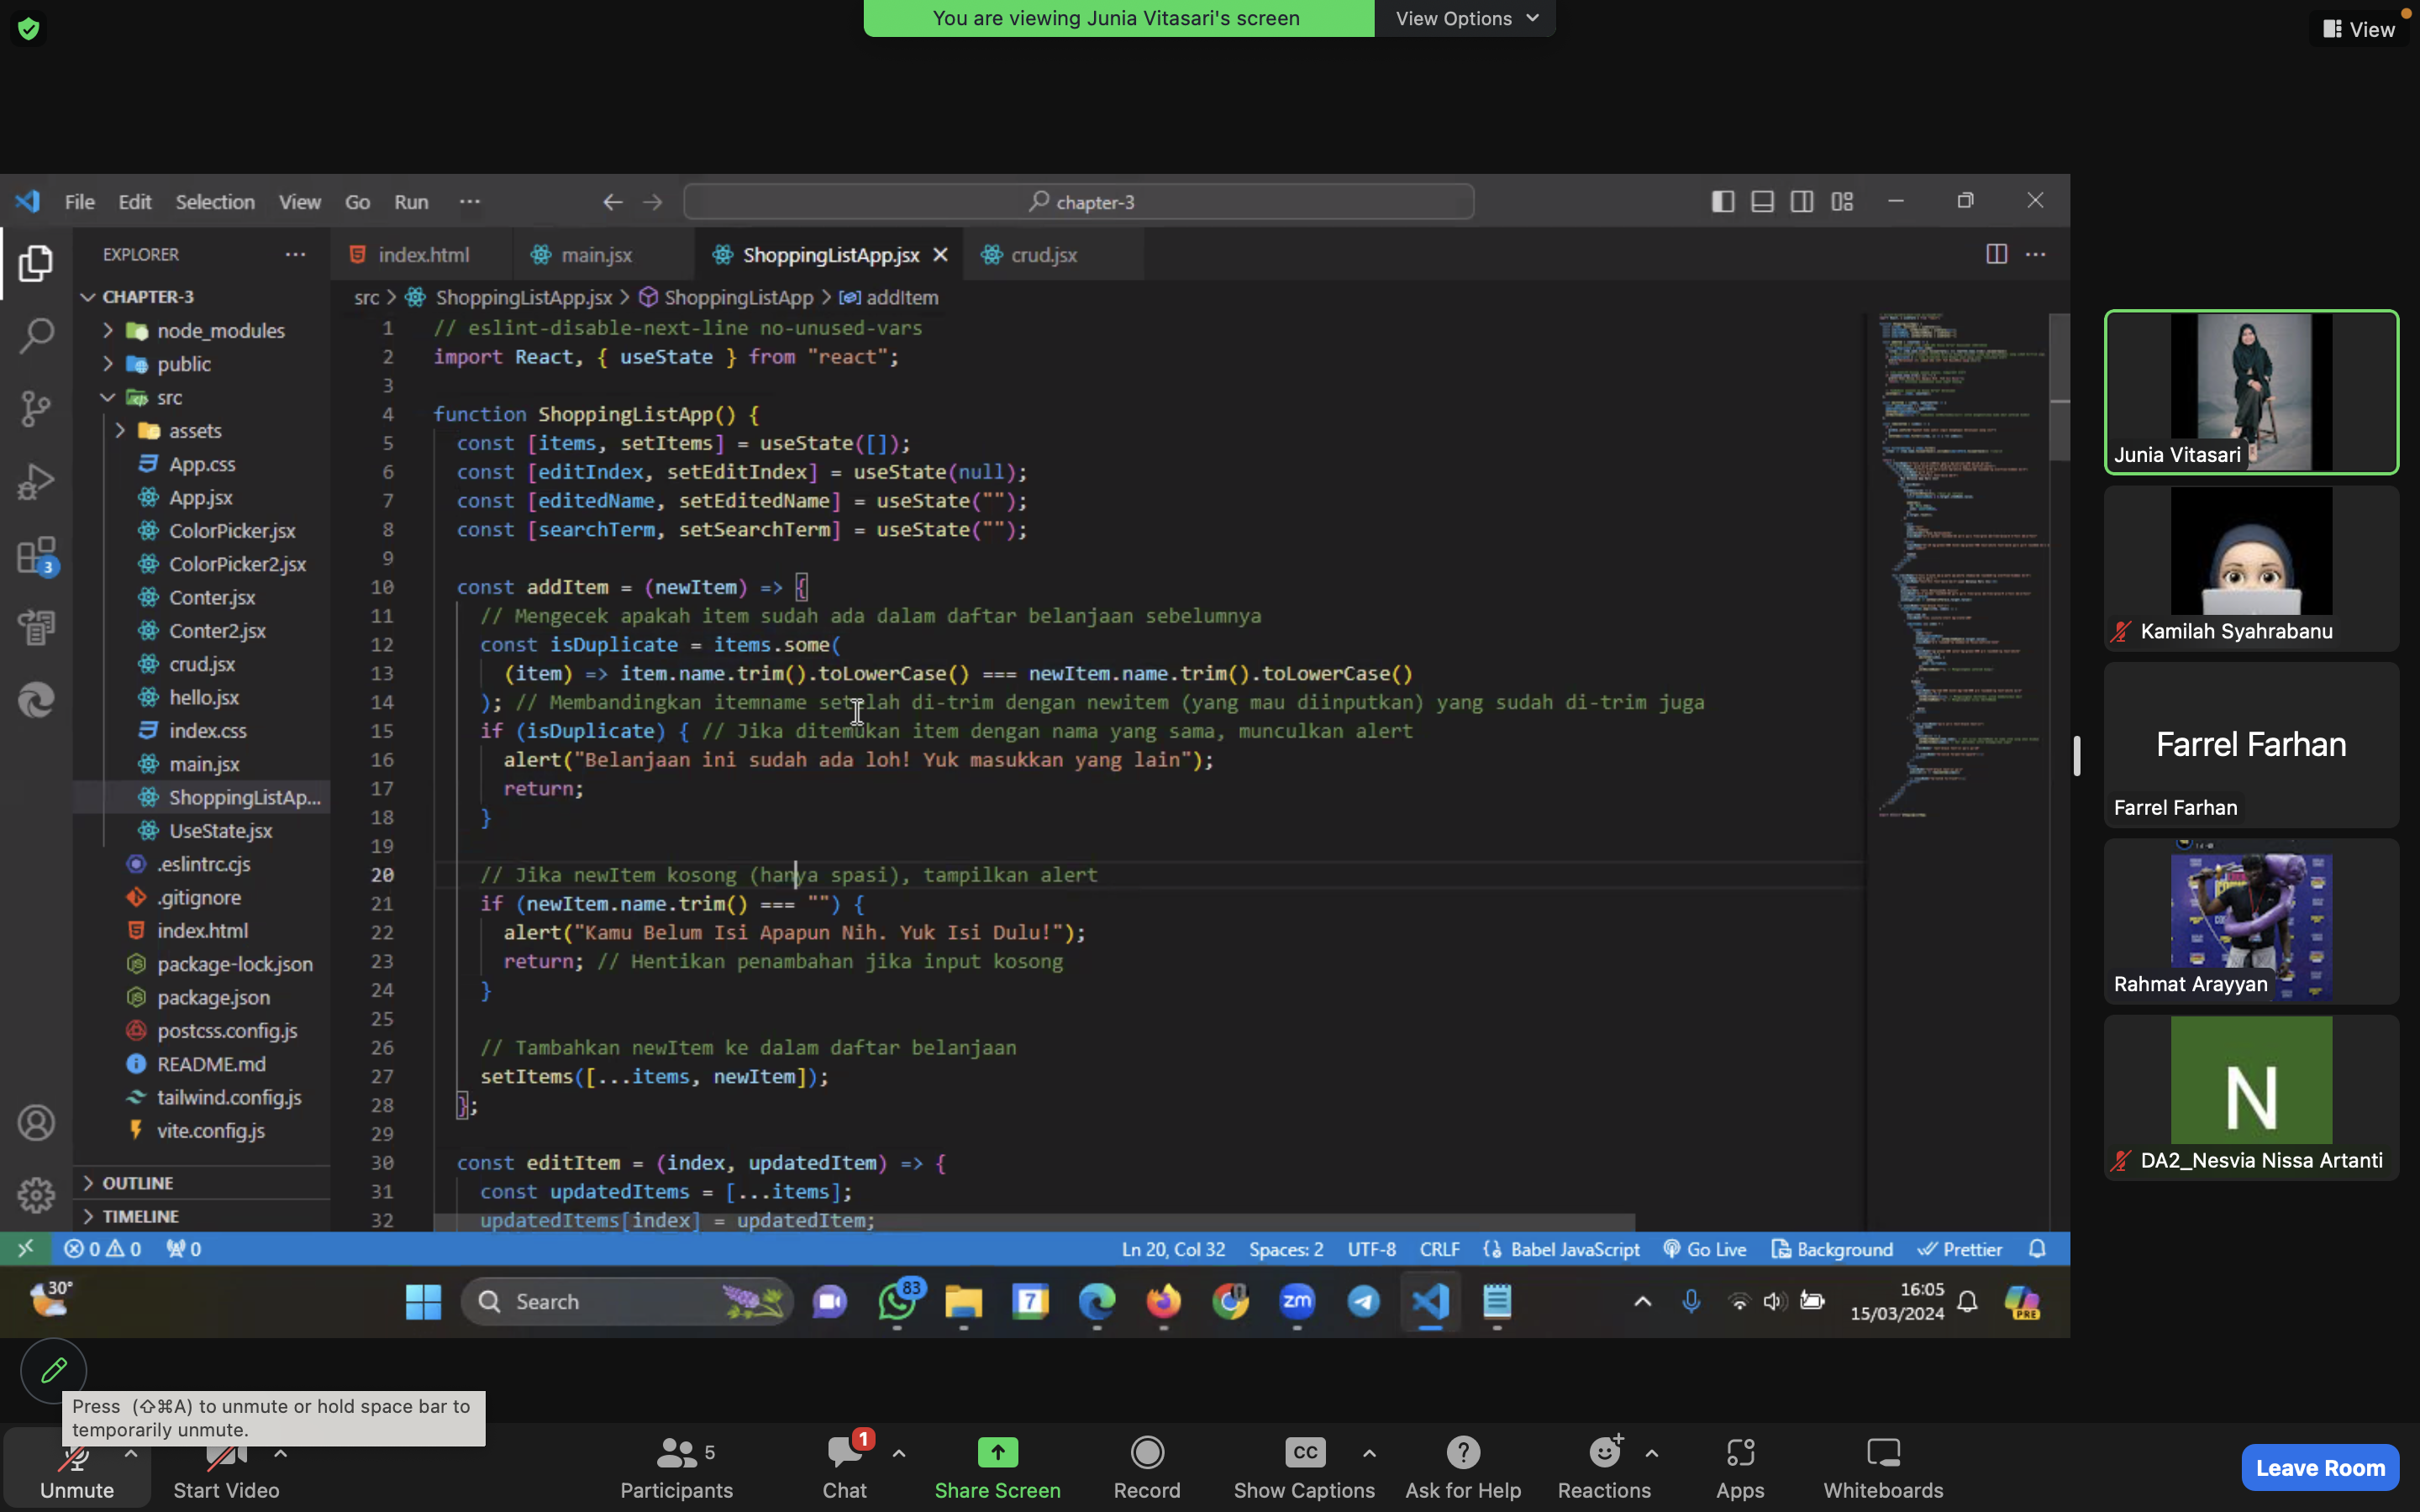 You are viewing Junia Vitasari's screen
View Options
View
File Edit Selection View Go Run ···
chapter-3
EXPLORER
index.html
main.jsx
ShoppingListApp.jsx
crud.jsx
src > ShoppingListApp.jsx > ShoppingListApp > addItem
CHAPTER-3
node_modules
public
src
assets
App.css
App.jsx
ColorPicker.jsx
ColorPicker2.jsx
Conter.jsx
Conter2.jsx
crud.jsx
hello.jsx
index.css
main.jsx
ShoppingListAp...
UseState.jsx
.eslintrc.cjs
.gitignore
index.html
package-lock.json
package.json
postcss.config.js
README.md
tailwind.config.js
vite.config.js
OUTLINE
TIMELINE
3
1 // eslint-disable-next-line no-unused-vars
2 import React, { useState } from "react";
3
4 function ShoppingListApp() {
5 const [items, setItems] = useState([]);
6 const [editIndex, setEditIndex] = useState(null);
7 const [editedName, setEditedName] = useState("");
8 const [searchTerm, setSearchTerm] = useState("");
9
10 const addItem = (newItem) => {
11 // Mengecek apakah item sudah ada dalam daftar belanjaan sebelumnya
12 const isDuplicate = items.some(
13 (item) => item.name.trim().toLowerCase() === newItem.name.trim().toLowerCase()
14 ); // Membandingkan itemname setelah di-trim dengan newitem (yang mau diinputkan) yang sudah di-trim juga
15 if (isDuplicate) { // Jika ditemukan item dengan nama yang sama, munculkan alert
16 alert("Belanjaan ini sudah ada loh! Yuk masukkan yang lain");
17 return;
18 }
19
20 // Jika newItem kosong (hanya spasi), tampilkan alert
21 if (newItem.name.trim() === "") {
22 alert("Kamu Belum Isi Apapun Nih. Yuk Isi Dulu!");
23 return; // Hentikan penambahan jika input kosong
24 }
25
26 // Tambahkan newItem ke dalam daftar belanjaan
27 setItems([...items, newItem]);
28 };
29
30 const editItem = (index, updatedItem) => {
31 const updatedItems = [...items];
32 updatedItems[index] = updatedItem;
0 0 0
Ln 20, Col 32 Spaces: 2 UTF-8 CRLF Babel JavaScript Go Live Background Prettier
30°
Search
83
7
zm
16:05
15/03/2024
PRE
Junia Vitasari
Kamilah Syahrabanu
Farrel Farhan
Farrel Farhan
Rahmat Arayyan
N
DA2_Nesvia Nissa Artanti
Press (⇧⌘A) to unmute or hold space bar to
temporarily unmute.
Unmute
Start Video
5
Participants
1
Chat
Share Screen
Record
CC
Show Captions
Ask for Help
Reactions
Apps
Whiteboards
Leave Room